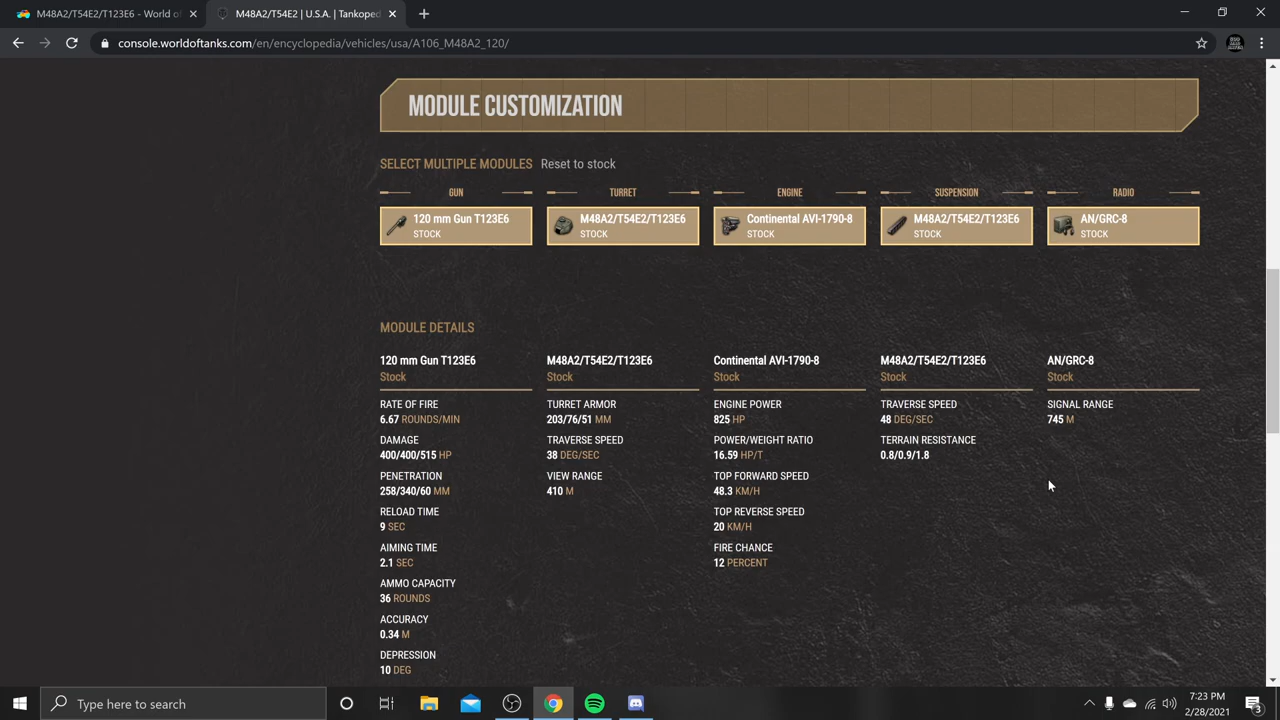 M48A2/T54E2/T123E6 - World of
M48A2/T54E2 | U.S.A. | Tankoped
console.worldoftanks.com/en/encyclopedia/vehicles/usa/A106_M48A2_120/
MODULE CUSTOMIZATION
SELECT MULTIPLE MODULES Reset to stock
GUN TURRET ENGINE SUSPENSION RADIO
120 mm Gun T123E6 M48A2/T54E2/T123E6 Continental AVI-1790-8 M48A2/T54E2/T123E6 AN/GRC-8
STOCK STOCK STOCK STOCK STOCK
MODULE DETAILS
120 mm Gun T123E6 M48A2/T54E2/T123E6 Continental AVI-1790-8 M48A2/T54E2/T123E6 AN/GRC-8
Stock Stock Stock Stock Stock
RATE OF FIRE TURRET ARMOR ENGINE POWER TRAVERSE SPEED SIGNAL RANGE
6.67 ROUNDS/MIN 203/76/51 MM 825 HP 48 DEG/SEC 745 M
DAMAGE TRAVERSE SPEED POWER/WEIGHT RATIO TERRAIN RESISTANCE
400/400/515 HP 38 DEG/SEC 16.59 HP/T 0.8/0.9/1.8
PENETRATION VIEW RANGE TOP FORWARD SPEED
258/340/60 MM 410 M 48.3 KM/H
RELOAD TIME TOP REVERSE SPEED
9 SEC 20 KM/H
AIMING TIME FIRE CHANCE
2.1 SEC 12 PERCENT
AMMO CAPACITY
36 ROUNDS
ACCURACY
0.34 M
DEPRESSION
10 DEG
Type here to search
7:23 PM
2/28/2021
3